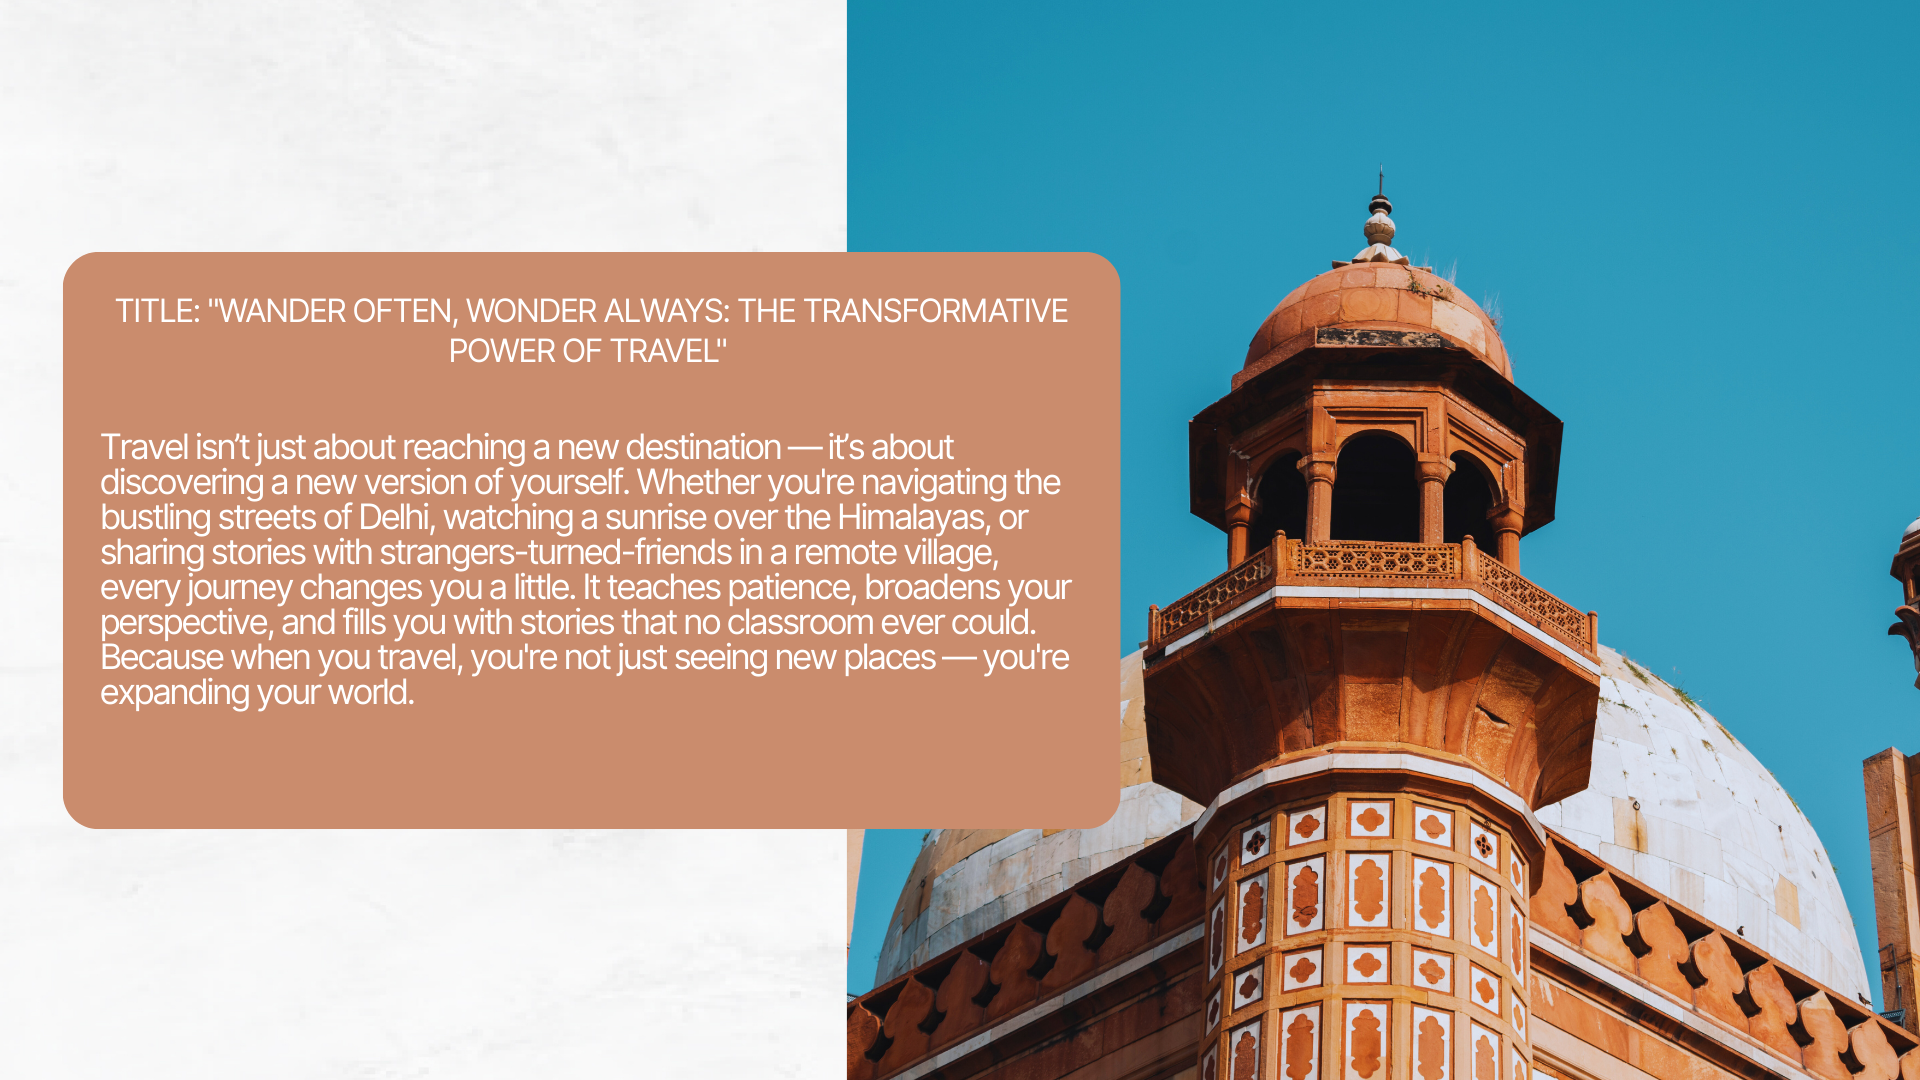 TITLE: "WANDER OFTEN, WONDER ALWAYS: THE TRANSFORMATIVE
POWER OF TRAVEL"
Travel isn’t just about reaching a new destination — it’s about
discovering a new version of yourself. Whether you're navigating the
bustling streets of Delhi, watching a sunrise over the Himalayas, or
sharing stories with strangers-turned-friends in a remote village,
every journey changes you a little. It teaches patience, broadens your
perspective, and fills you with stories that no classroom ever could.
Because when you travel, you're not just seeing new places — you're
expanding your world.